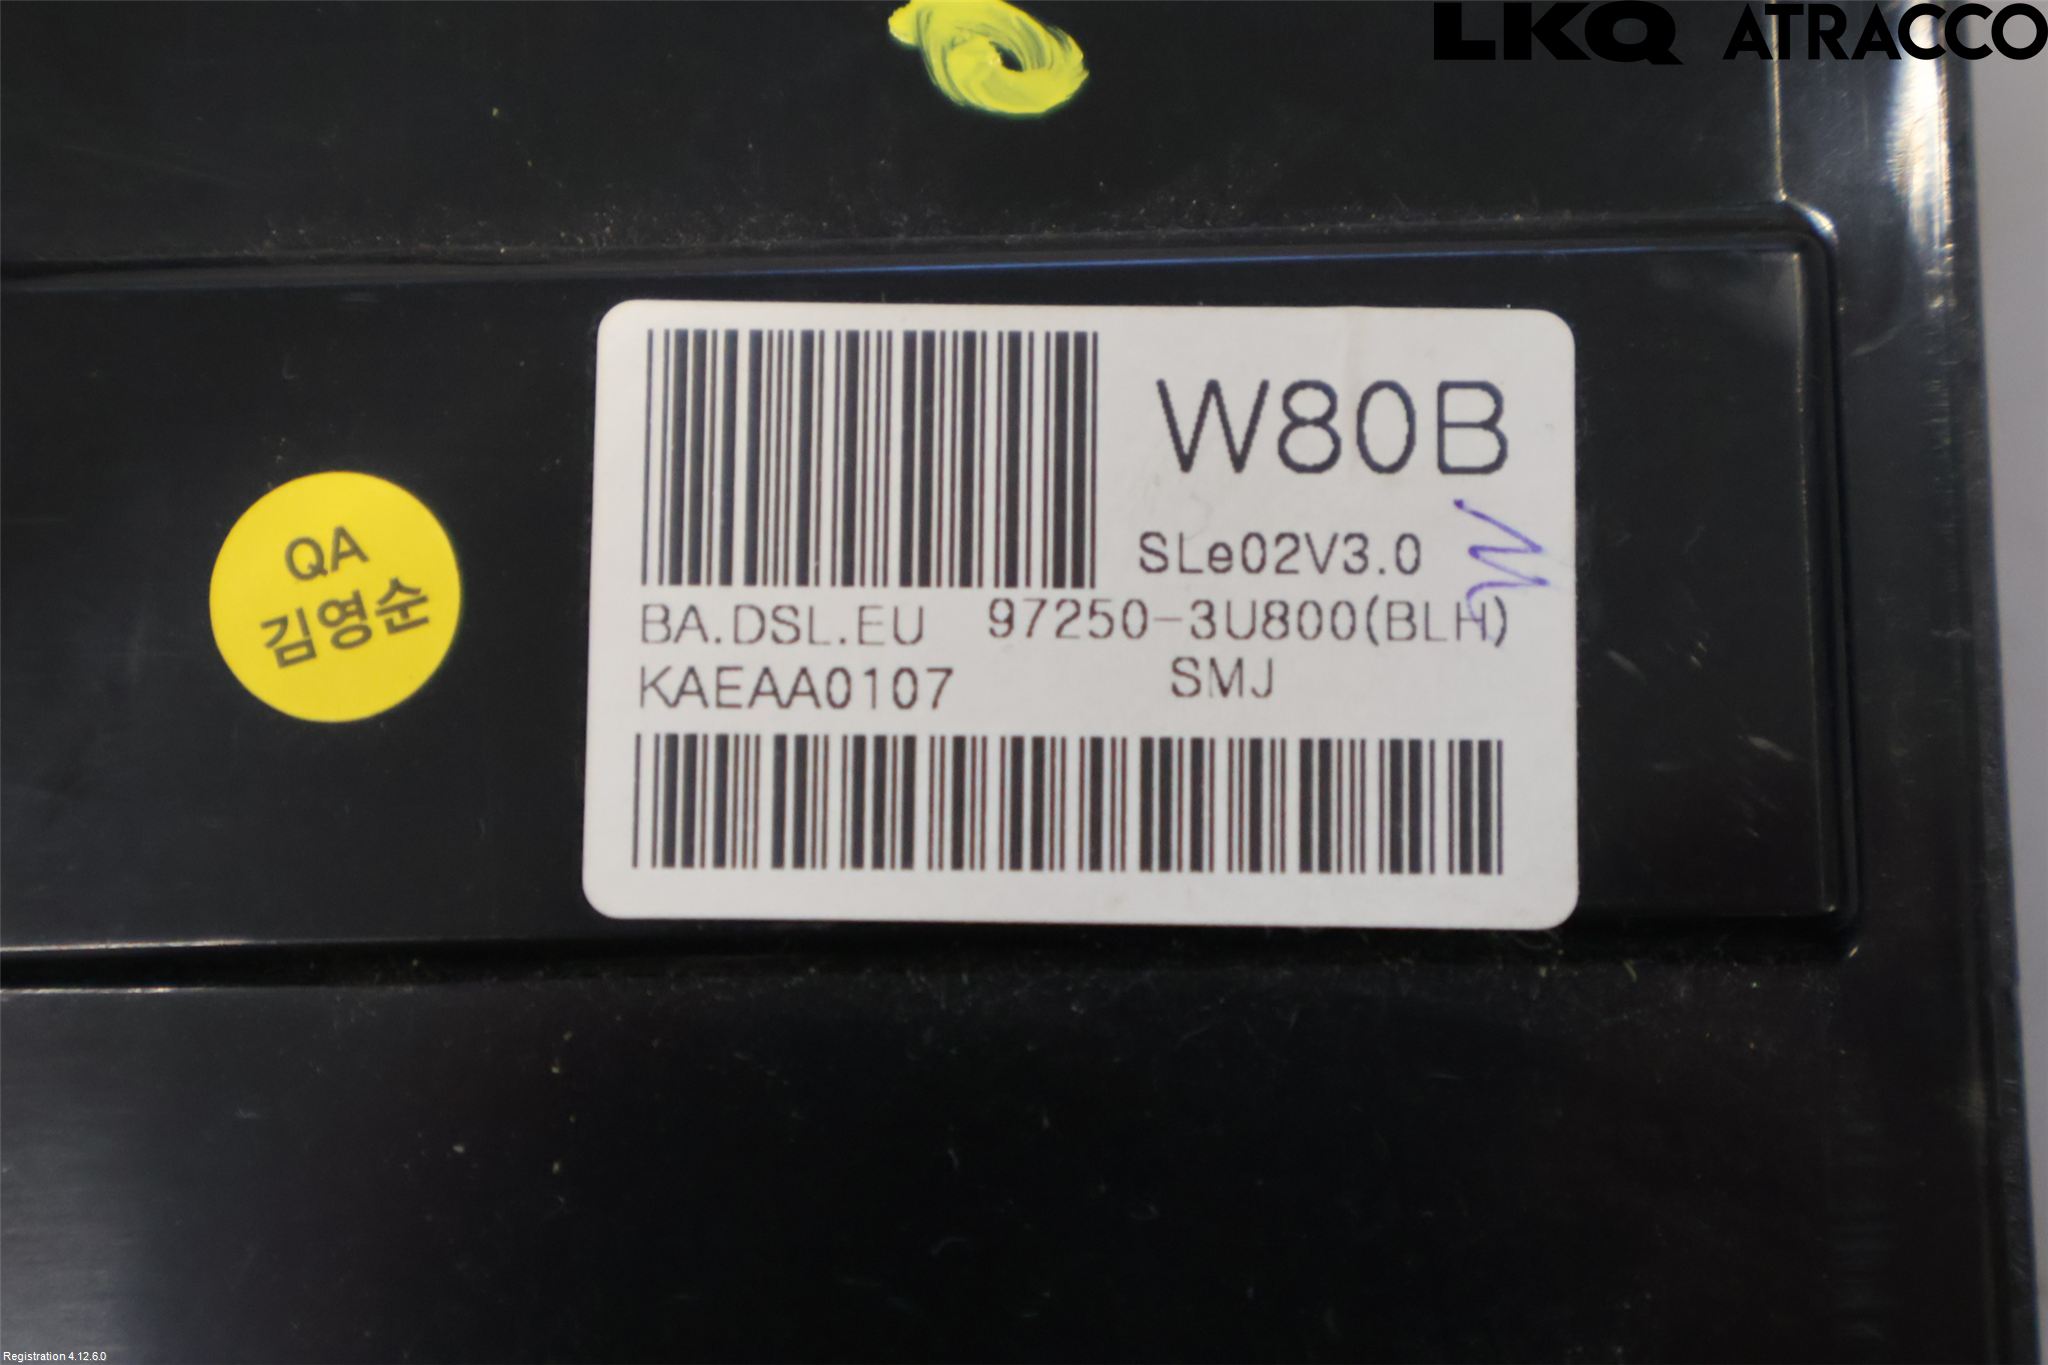 LKQ ATRACCO
W80B
SLe02V3.0
BA.DSL.EU 97250-3U800(BLH)
KAEAA0107 SMJ
QA
김영순
Registration 4.12.6.0